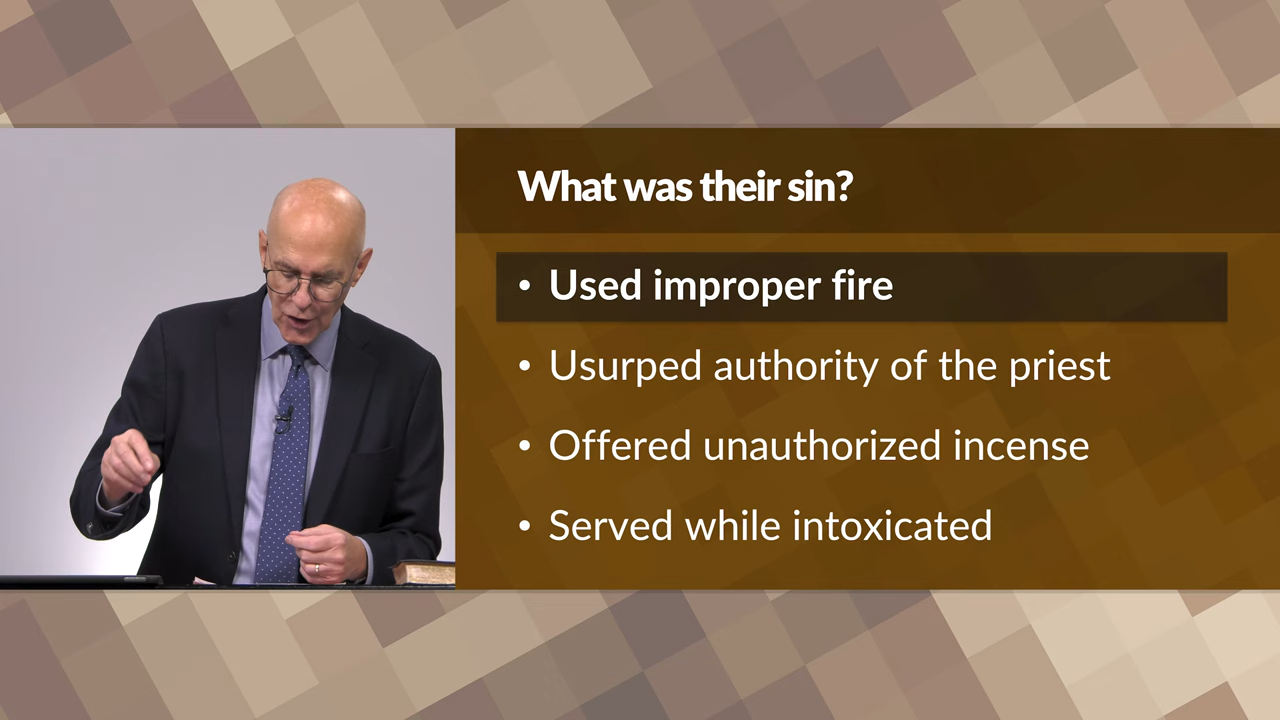 What was their sin?
• Used improper fire
• Usurped authority of the priest
• Offered unauthorized incense
• Served while intoxicated